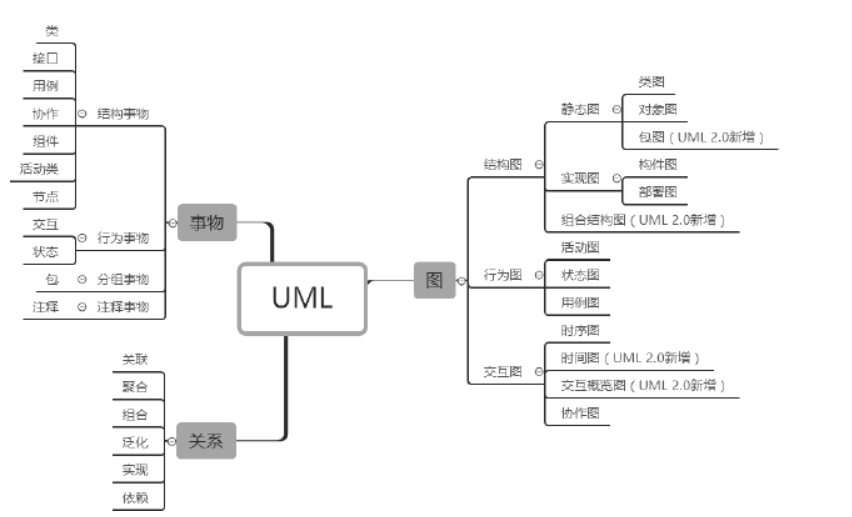 UML
事物
结构事物
类
接口
用例
协作
组件
活动类
节点
行为事物
交互
状态
分组事物
包
注释事物
注释
关系
关联
聚合
组合
泛化
实现
依赖
图
结构图
静态图
类图
对象图
包图（UML 2.0新增）
实现图
构件图
部署图
组合结构图（UML 2.0新增）
行为图
活动图
状态图
用例图
交互图
时序图
时间图（UML 2.0新增）
交互概览图（UML 2.0新增）
协作图